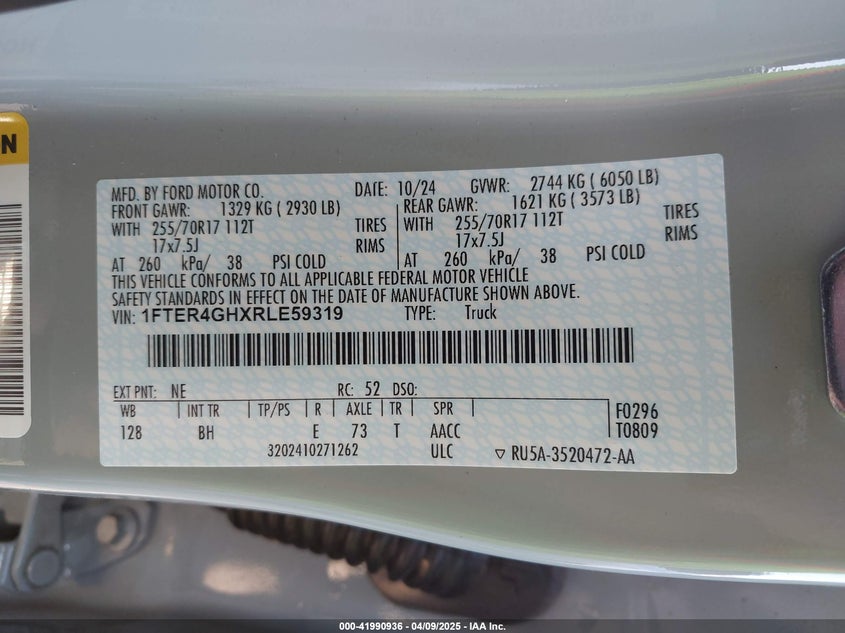 N
MFD. BY FORD MOTOR CO. DATE: 10/24 GVWR: 2744 KG ( 6050 LB)
FRONT GAWR: 1329 KG ( 2930 LB) REAR GAWR: 1621 KG ( 3573 LB)
WITH 255/70R17 112T TIRES WITH 255/70R17 112T TIRES
17x7.5J RIMS 17x7.5J RIMS
AT 260 kPa/ 38 PSI COLD AT 260 kPa/ 38 PSI COLD
THIS VEHICLE CONFORMS TO ALL APPLICABLE FEDERAL MOTOR VEHICLE
SAFETY STANDARDS IN EFFECT ON THE DATE OF MANUFACTURE SHOWN ABOVE.
VIN: 1FTER4GHXRLE59319 TYPE: Truck
EXT PNT: NE RC: 52 DSO:
WB INT TR TP/PS R AXLE TR SPR F0296
128 BH E 73 T AACC T0809
3202410271262 ULC ▽ RU5A-3520472-AA
000-41990936 / 04/09/2025 - IAA Inc.